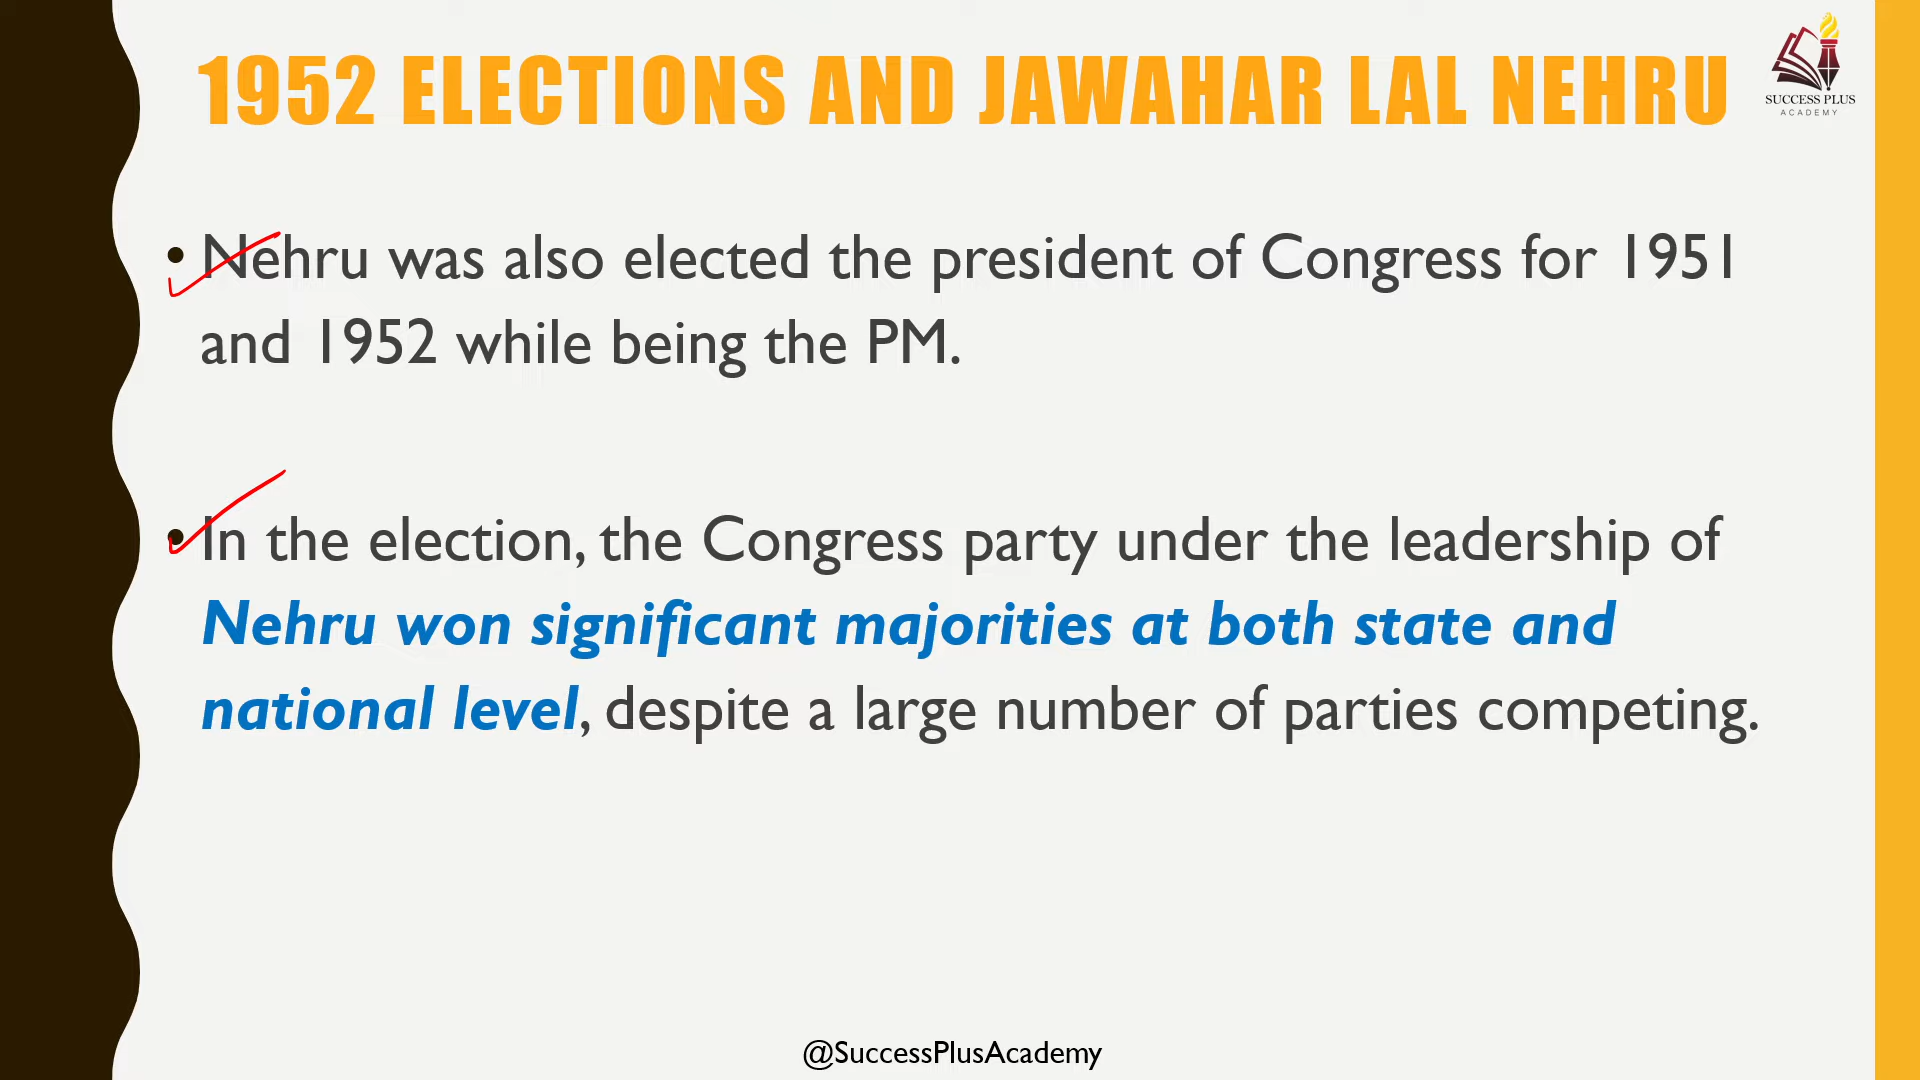 1952 ELECTIONS AND JAWAHAR LAL NEHRU
SUCCESS PLUS
ACADEMY
• Nehru was also elected the president of Congress for 1951
and 1952 while being the PM.
• In the election, the Congress party under the leadership of
Nehru won significant majorities at both state and
national level, despite a large number of parties competing.
@SuccessPlusAcademy